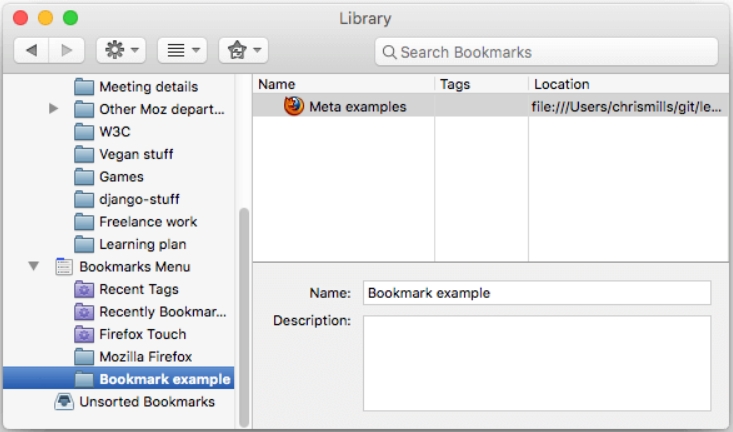 Library
Search Bookmarks
Meeting details
Other Moz depart...
W3C
Vegan stuff
Games
django-stuff
Freelance work
Learning plan
Bookmarks Menu
Recent Tags
Recently Bookmar...
Firefox Touch
Mozilla Firefox
Bookmark example
Unsorted Bookmarks
Name Tags Location
Meta examples file:///Users/chrismills/git/le...
Name: Bookmark example
Description: